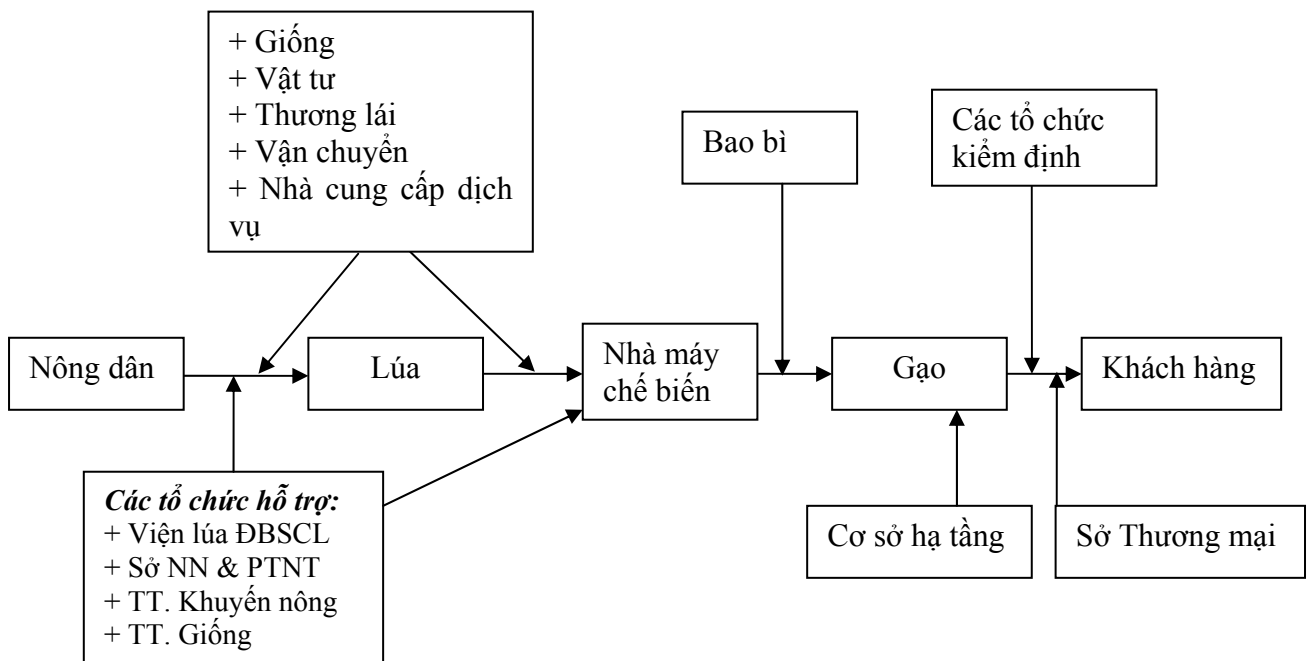 + Giống
+ Vật tư
+ Thương lái
+ Vận chuyển
+ Nhà cung cấp dịch
vụ
Bao bì
Các tổ chức
kiểm định
Nông dân
Lúa
Nhà máy
chế biến
Gạo
Khách hàng
Các tổ chức hỗ trợ:
+ Viện lúa ĐBSCL
+ Sở NN & PTNT
+ TT. Khuyến nông
+ TT. Giống
Cơ sở hạ tầng
Sở Thương mại